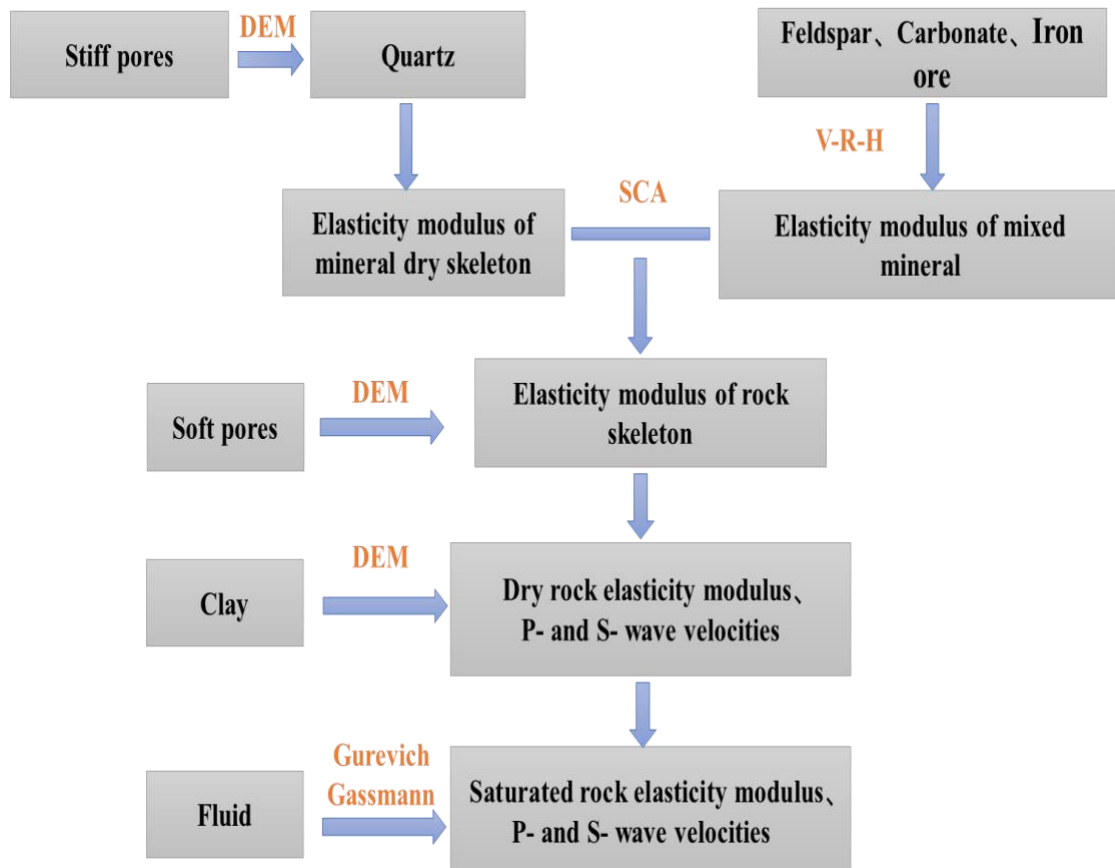 DEM
Stiff pores
Quartz
Feldspar、Carbonate、Iron
ore
V-R-H
SCA
Elasticity modulus of
mineral dry skeleton
Elasticity modulus of mixed
mineral
DEM
Soft pores
Elasticity modulus of rock
skeleton
DEM
Clay
Dry rock elasticity modulus、
P- and S- wave velocities
Gurevich
Gassmann
Fluid
Saturated rock elasticity modulus、
P- and S- wave velocities